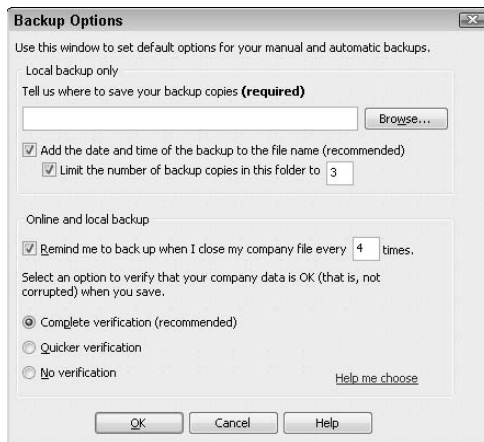 Backup Options
Use this window to set default options for your manual and automatic backups.
Local backup only
Tell us where to save your backup copies (required)
Browse...
Add the date and time of the backup to the file name (recommended)
Limit the number of backup copies in this folder to 3
Online and local backup
Remind me to back up when I close my company file every 4 times.
Select an option to verify that your company data is OK (that is, not
corrupted) when you save.
Complete verification (recommended)
Quicker verification
No verification
Help me choose
OK Cancel Help